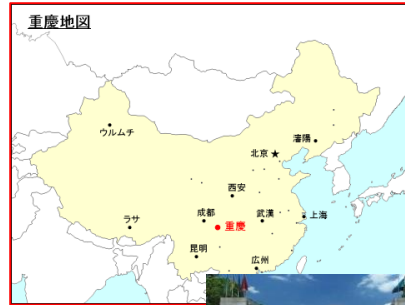 重慶地図
ウルムチ
瀋陽
北京
西安
ラサ
成都
重慶
武漢
上海
昆明
広州